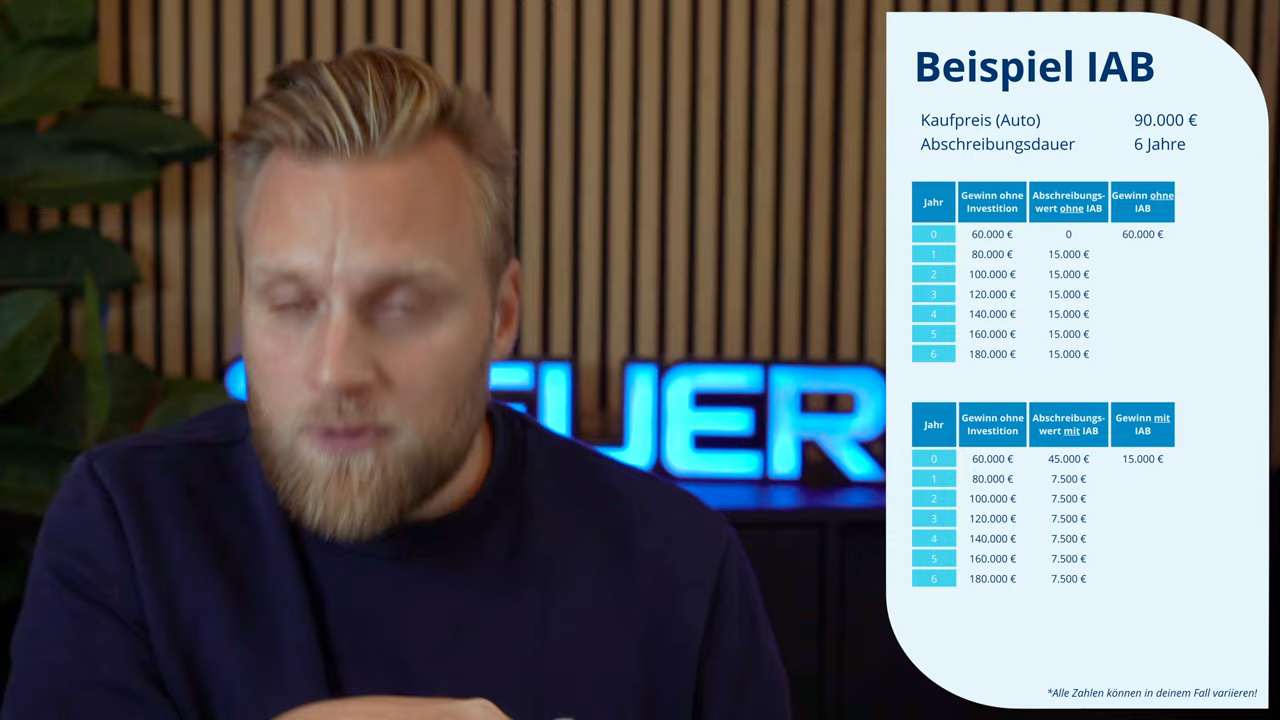 Beispiel IAB
Kaufpreis (Auto) 90.000 €
Abschreibungsdauer 6 Jahre
Jahr Gewinn ohne Investition Abschreibungs-wert ohne IAB Gewinn ohne IAB
0 60.000 € 0 60.000 €
1 80.000 € 15.000 €
2 100.000 € 15.000 €
3 120.000 € 15.000 €
4 140.000 € 15.000 €
5 160.000 € 15.000 €
6 180.000 € 15.000 €
Jahr Gewinn ohne Investition Abschreibungs-wert mit IAB Gewinn mit IAB
0 60.000 € 45.000 € 15.000 €
1 80.000 € 7.500 €
2 100.000 € 7.500 €
3 120.000 € 7.500 €
4 140.000 € 7.500 €
5 160.000 € 7.500 €
6 180.000 € 7.500 €
*Alle Zahlen können in deinem Fall variieren!